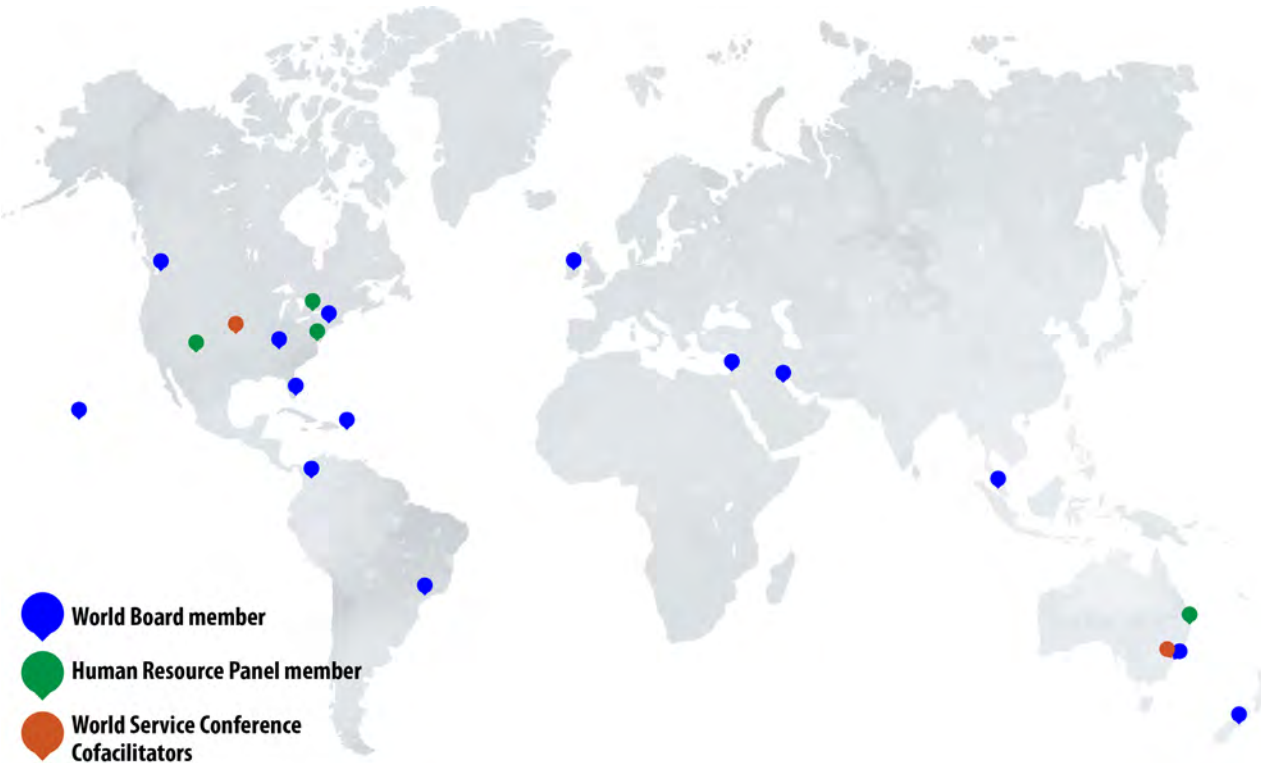 World Board member
Human Resource Panel member
World Service Conference
Cofacilitators